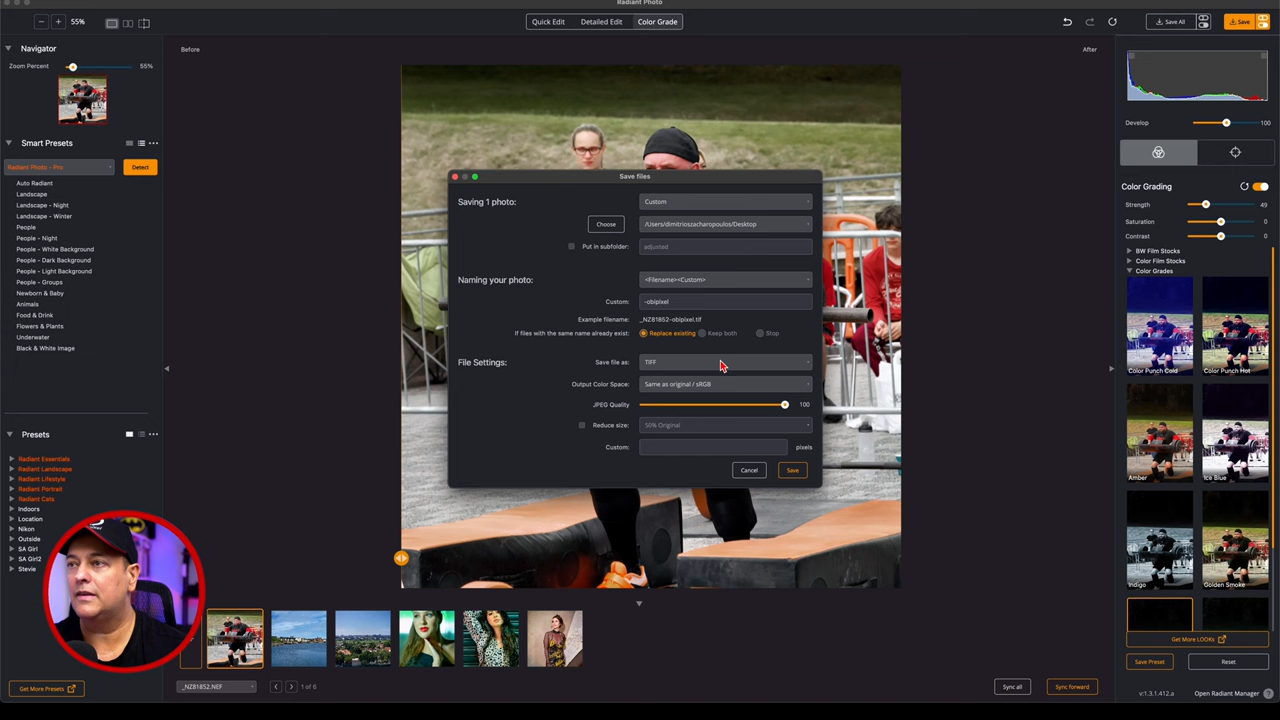 Radiant Photo
55%
Quick Edit
Detailed Edit
Color Grade
Save All
Save
Navigator
Zoom Percent
55%
Before
After
Smart Presets
Radiant Photo - Pro
Detect
Auto Radiant
Landscape
Landscape - Night
Landscape - Winter
People
People - Night
People - White Background
People - Dark Background
People - Light Background
People - Groups
Newborn & Baby
Animals
Food & Drink
Flowers & Plants
Underwater
Black & White Image
Presets
Radiant Essentials
Radiant Landscape
Radiant Lifestyle
Radiant Portrait
Radiant Cats
Indoors
Location
Nikon
Outside
SA Girl
SA Girl2
Stevie
Get More Presets
Save files
Saving 1 photo:
Custom
Choose
/Users/dimitrioszacharopoulos/Desktop
Put in subfolder:
adjusted
Naming your photo:
<Filename><Custom>
Custom:
-obipixel
Example filename:
_NZ81852-obipixel.tif
If files with the same name already exist:
Replace existing
Keep both
Stop
File Settings:
Save file as:
TIFF
Output Color Space:
Same as original / sRGB
JPEG Quality
100
Reduce size:
50% Original
Custom:
pixels
Cancel
Save
_NZ81852.NEF
1 of 6
Sync all
Sync forward
Develop
100
Color Grading
Strength
49
Saturation
0
Contrast
0
BW Film Stocks
Color Film Stocks
Color Grades
Color Punch Cold
Color Punch Hot
Amber
Ice Blue
Indigo
Golden Smoke
Get More LOOKs
Save Preset
Reset
v:1.3.1.412.a
Open Radiant Manager
?